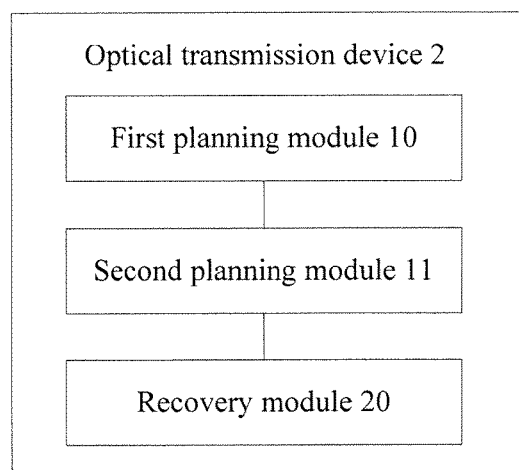 Optical transmission device 2
First planning module 10
Second planning module 11
Recovery module 20